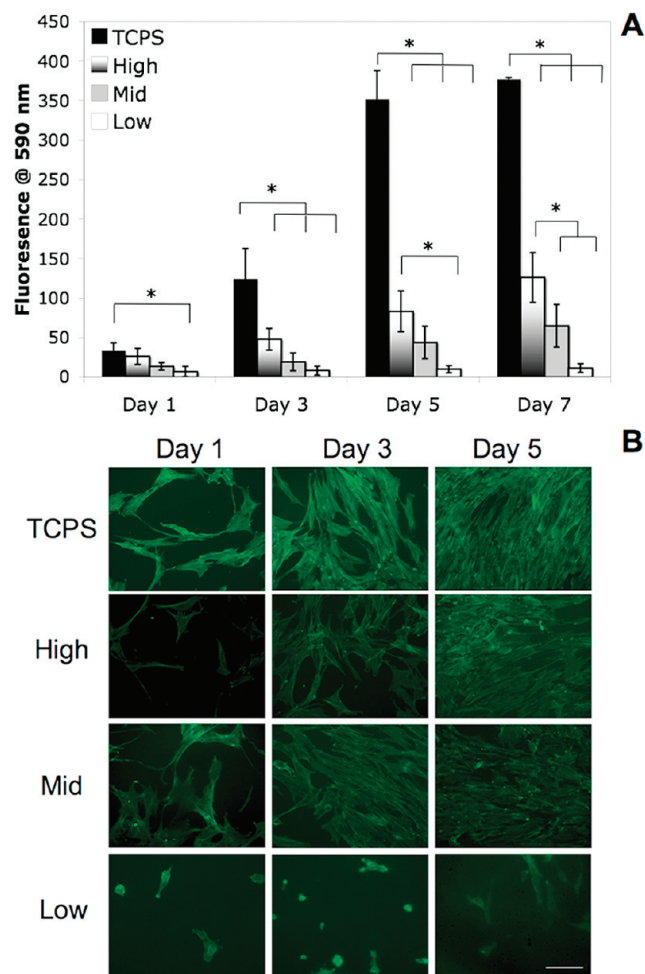 A
Fluoresence @ 590 nm
450
400
350
300
250
200
150
100
50
0
TCPS
High
Mid
Low
*
*
*
*
*
*
Day 1
Day 3
Day 5
Day 7
B
Day 1
Day 3
Day 5
TCPS
High
Mid
Low